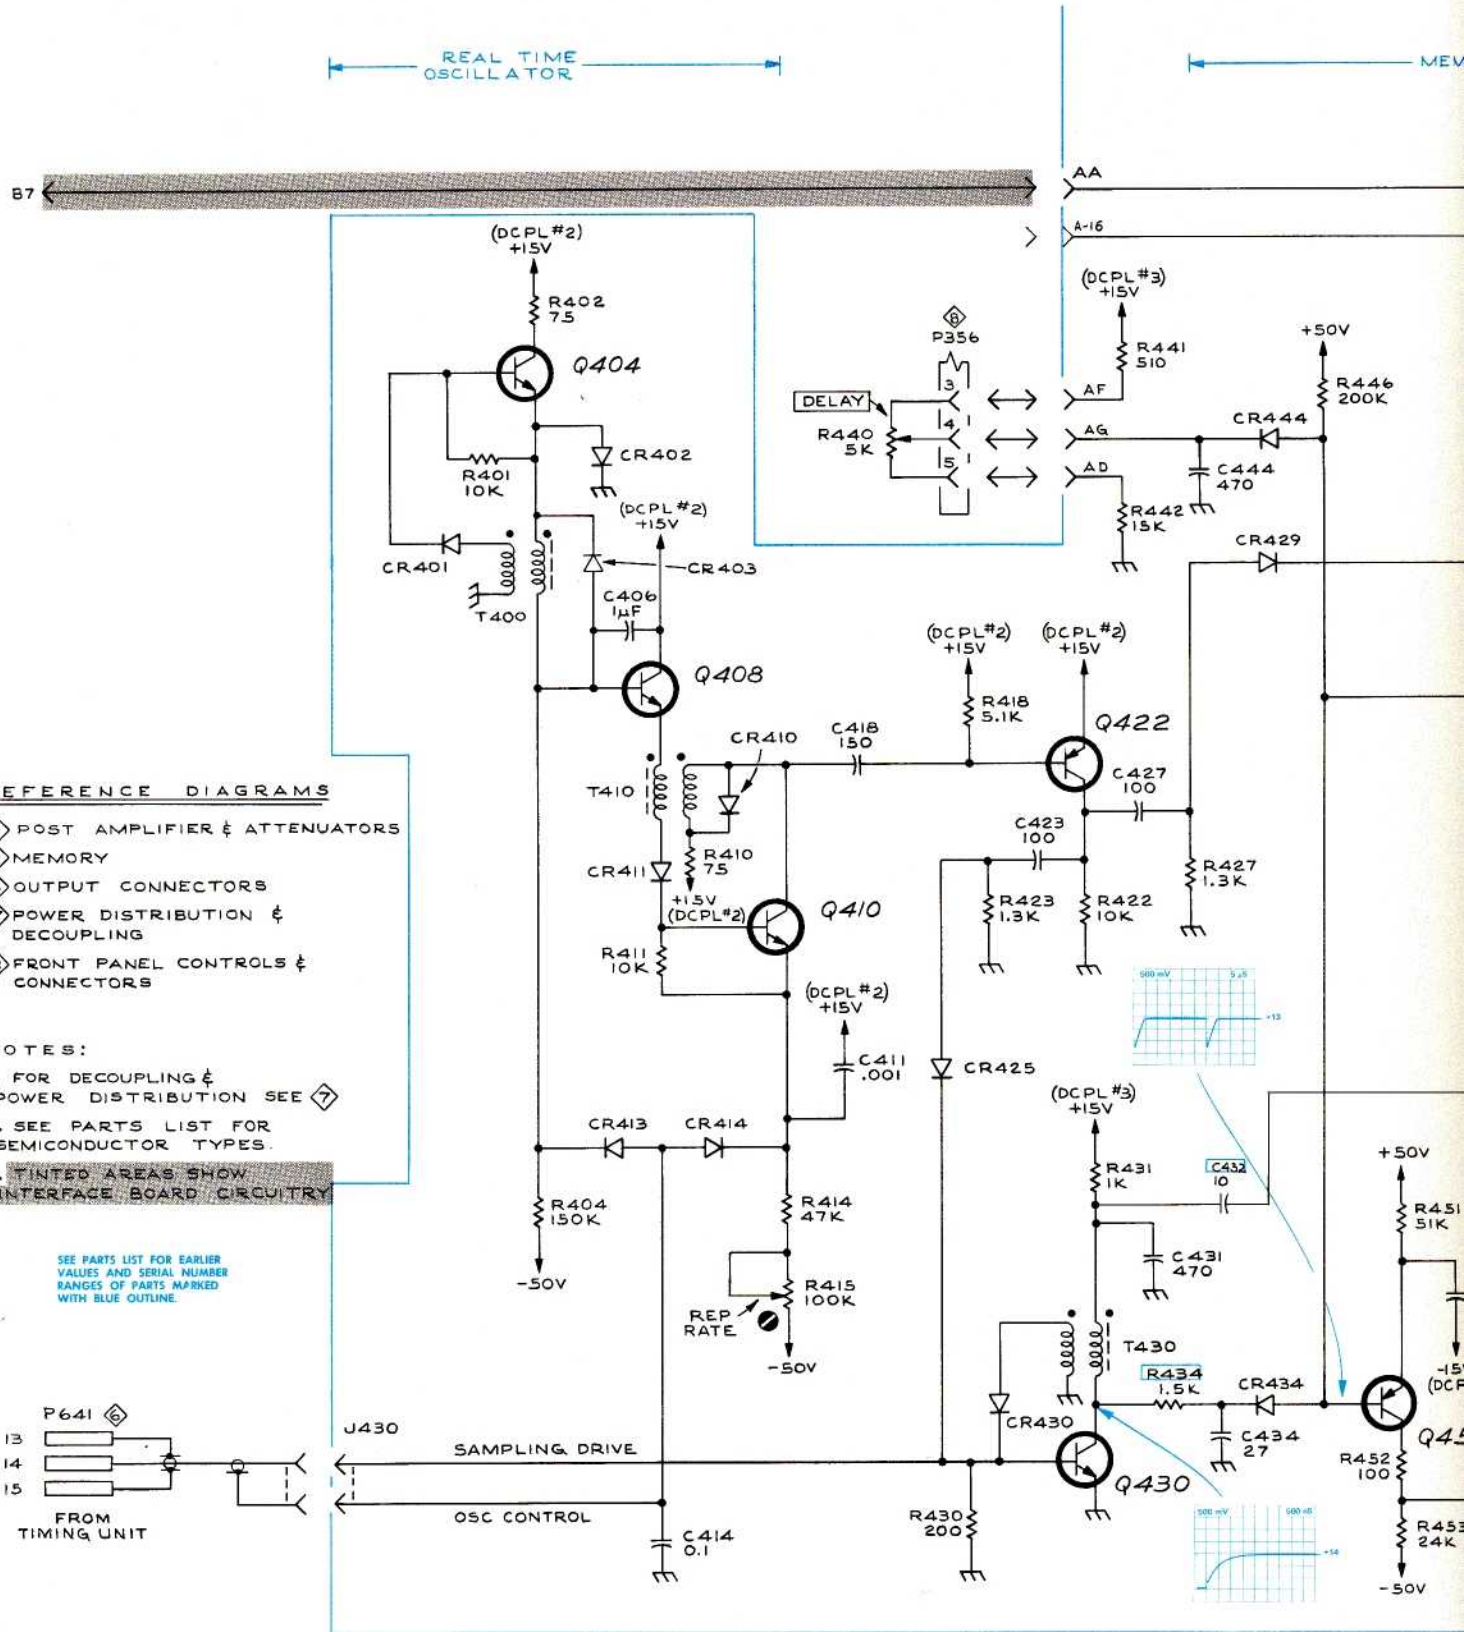 REAL TIME
OSCILLATOR
B7
AA
A-16
(DCPL#2)
+15V
R402
75
Q404
CR402
R401
10K
(DCPL#2)
+15V
CR401
CR403
T400
C406
1µF
Q408
(DCPL#3)
+15V
8
P356
R441
510
DELAY
3
AF
R440
5K
4
AG
5
AD
R442
15K
+50V
R446
200K
CR444
C444
470
CR429
(DCPL#2)
+15V
(DCPL#2)
+15V
R418
5.1K
Q422
C418
150
CR410
T410
C427
100
C423
100
CR411
R410
75
+15V
(DCPL#2)
Q410
R411
10K
R423
1.3K
R422
10K
R427
1.3K
EFERENCE DIAGRAMS
POST AMPLIFIER & ATTENUATORS
MEMORY
OUTPUT CONNECTORS
POWER DISTRIBUTION &
DECOUPLING
FRONT PANEL CONTROLS &
CONNECTORS
OTES:
FOR DECOUPLING &
POWER DISTRIBUTION SEE 7
SEE PARTS LIST FOR
SEMICONDUCTOR TYPES.
TINTED AREAS SHOW
INTERFACE BOARD CIRCUITRY
SEE PARTS LIST FOR EARLIER
VALUES AND SERIAL NUMBER
RANGES OF PARTS MARKED
WITH BLUE OUTLINE.
(DCPL#2)
+15V
C411
.001
CR425
500 mV
+13
CR413
CR414
R404
150K
-50V
R414
47K
R415
100K
REP
RATE
-50V
(DCPL#3)
+15V
R431
1K
C432
10
C431
470
T430
R434
1.5K
CR434
CR430
C434
27
Q430
R430
200
500 mV
+14
+50V
R451
51K
R452
100
-50V
P641 6
13
14
15
FROM
TIMING UNIT
J430
SAMPLING DRIVE
OSC CONTROL
C414
0.1